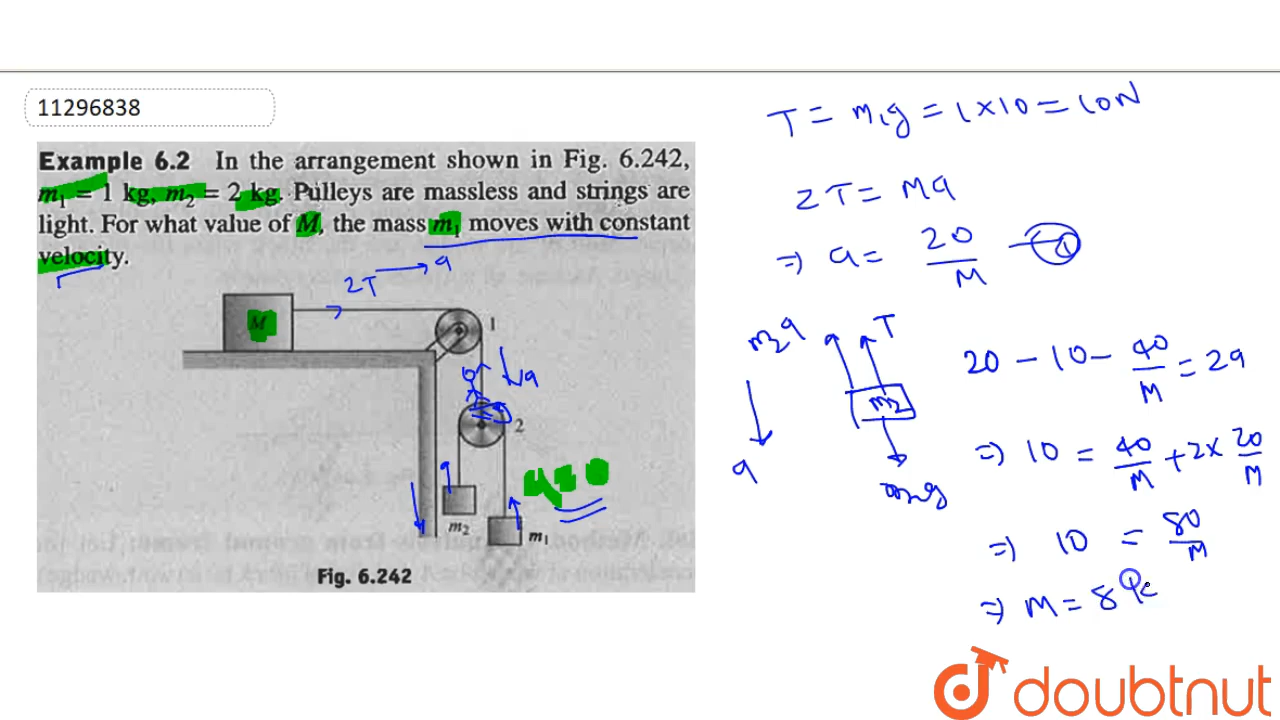 11296838
Example 6.2 In the arrangement shown in Fig. 6.242,
m₁ = 1 kg, m₂ = 2 kg. Pulleys are massless and strings are
light. For what value of M, the mass m₁ moves with constant
velocity.
2T → a
M
1
a
2
a
a=0
m₂
m₁
Fig. 6.242
T = m₁g = 1×10 = 10N
2T = Ma
⇒ a = 20/M —①
m₂a
T
m₂
m₂g
a
20 - 10 - 40/M = 2a
⇒ 10 = 40/M + 2× 20/M
⇒ 10 = 80/M
⇒ M = 8
doubtnut